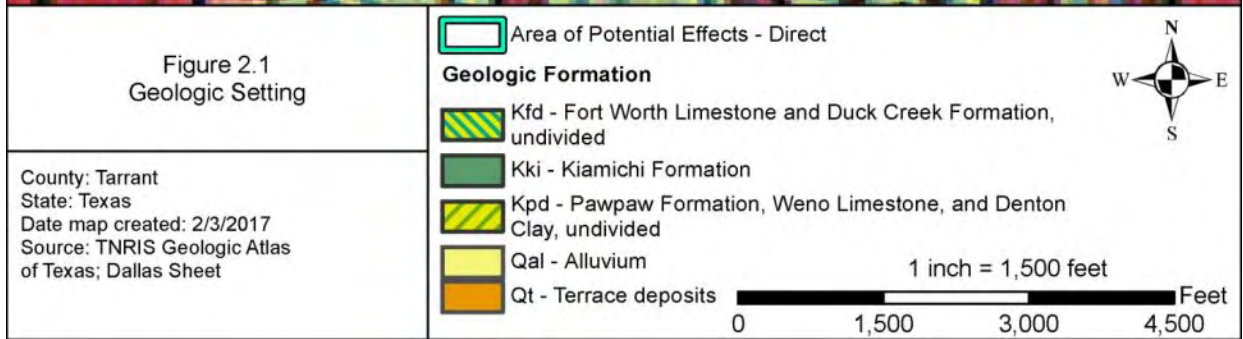 Figure 2.1
Geologic Setting
County: Tarrant
State: Texas
Date map created: 2/3/2017
Source: TNRIS Geologic Atlas
of Texas; Dallas Sheet
Area of Potential Effects - Direct
Geologic Formation
Kfd - Fort Worth Limestone and Duck Creek Formation,
undivided
Kki - Kiamichi Formation
Kpd - Pawpaw Formation, Weno Limestone, and Denton
Clay, undivided
Qal - Alluvium
Qt - Terrace deposits
N
W E
S
1 inch = 1,500 feet
Feet
0 1,500 3,000 4,500